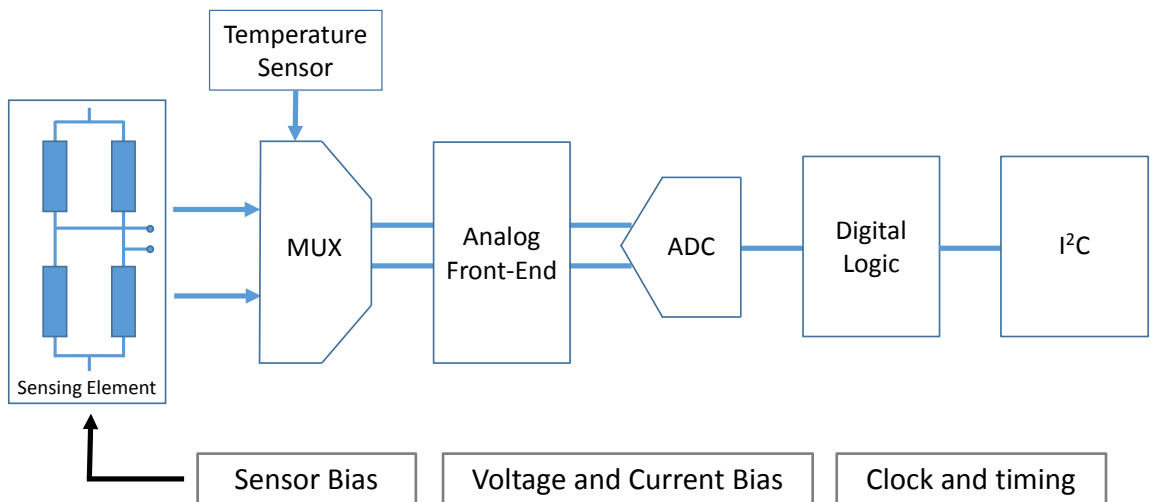 Temperature
Sensor
Sensing Element
MUX
Analog
Front-End
ADC
Digital
Logic
I²C
Sensor Bias
Voltage and Current Bias
Clock and timing